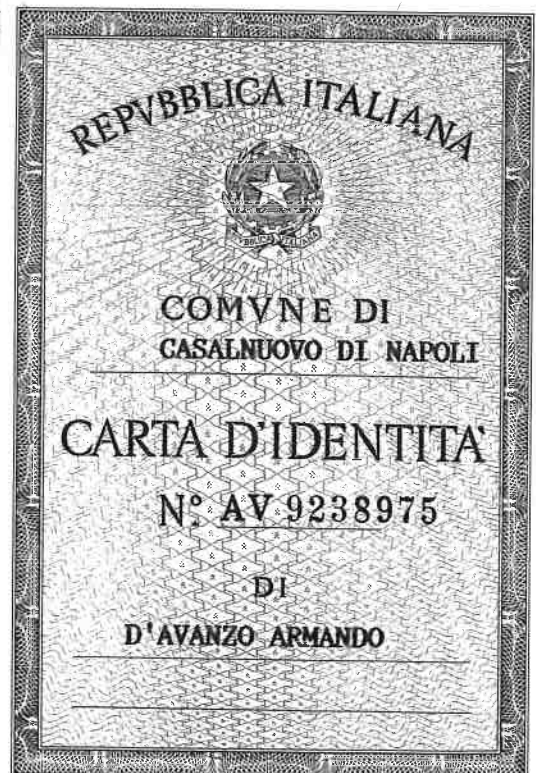 REPVBBLICA ITALIANA
COMVNE DI
CASALNUOVO DI NAPOLI
CARTA D'IDENTITA'
N° AV 9238975
DI
D'AVANZO ARMANDO